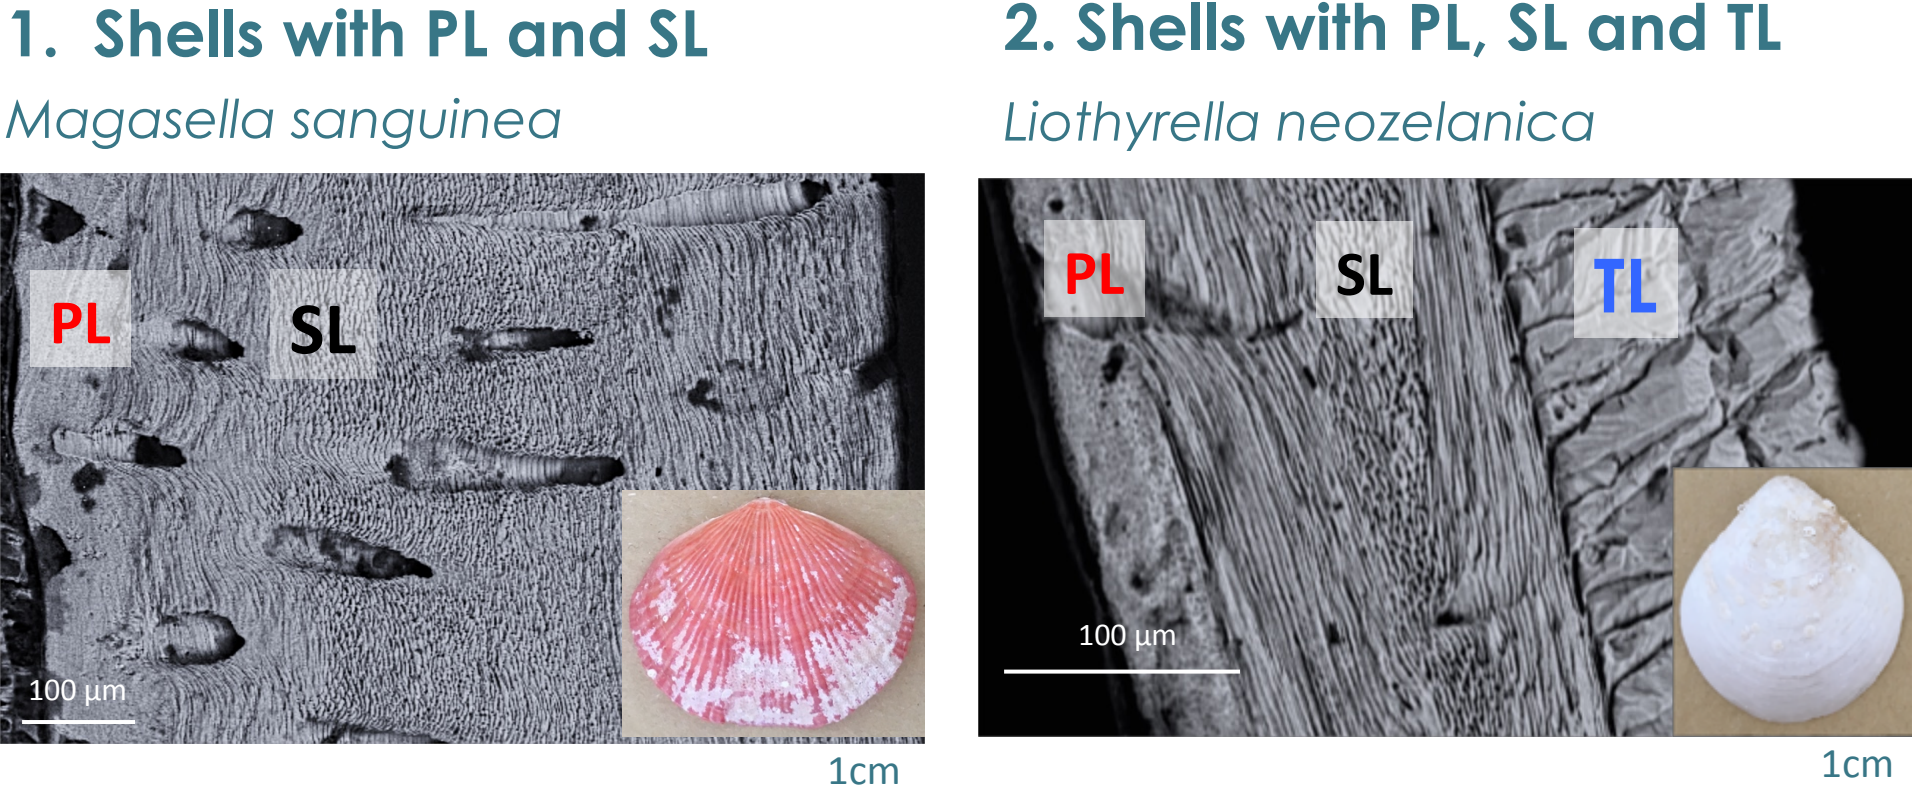 1. Shells with PL and SL
Magasella sanguinea
PL
SL
100 µm
1cm
2. Shells with PL, SL and TL
Liothyrella neozelanica
PL
SL
TL
100 µm
1cm